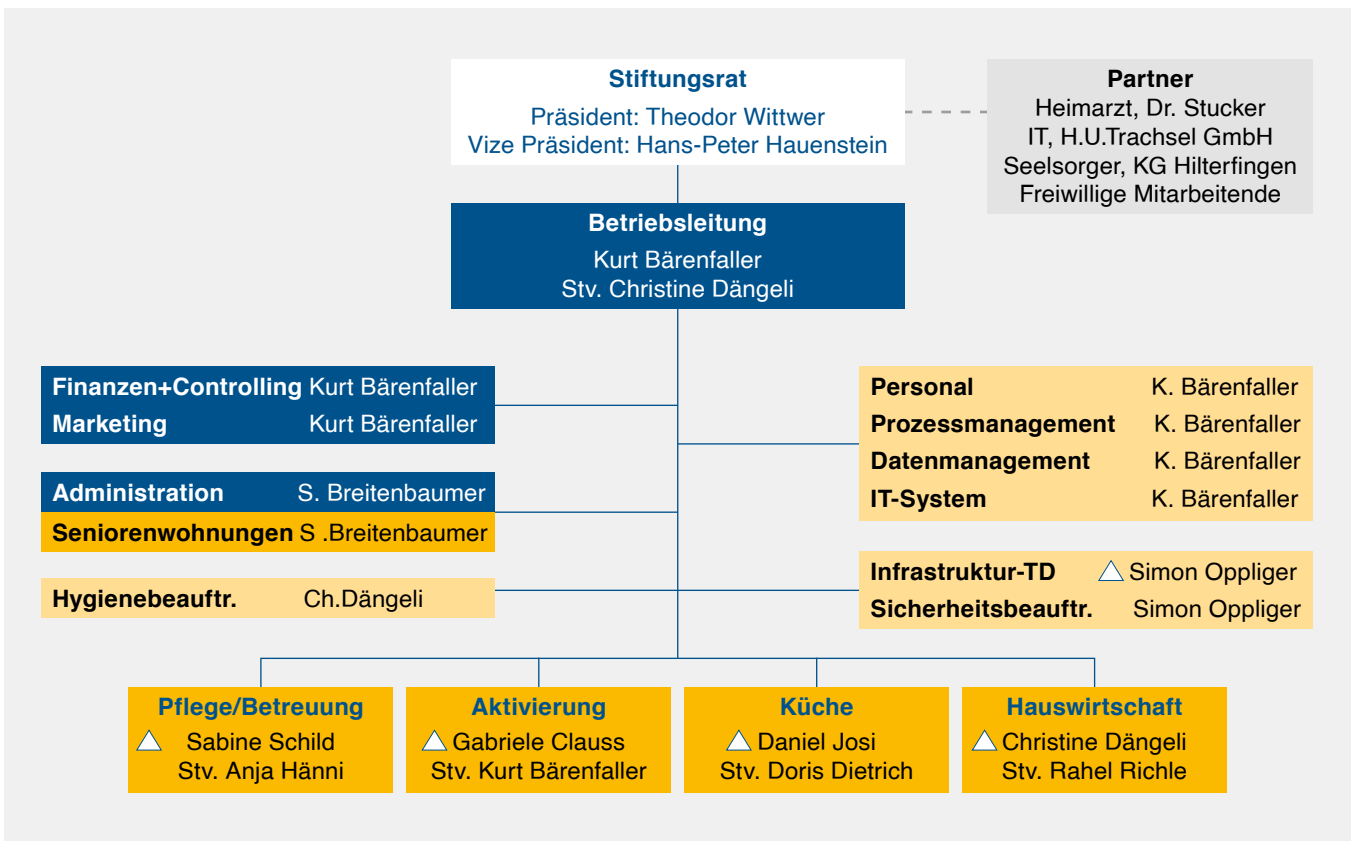 Stiftungsrat
Präsident: Theodor Wittwer
Vize Präsident: Hans-Peter Hauenstein
Partner
Heimarzt, Dr. Stucker
IT, H.U.Trachsel GmbH
Seelsorger, KG Hilterfingen
Freiwillige Mitarbeitende
Betriebsleitung
Kurt Bärenfaller
Stv. Christine Dängeli
Finanzen+Controlling Kurt Bärenfaller
Marketing Kurt Bärenfaller
Administration S. Breitenbaumer
Seniorenwohnungen S .Breitenbaumer
Hygienebeauftr. Ch.Dängeli
Personal K. Bärenfaller
Prozessmanagement K. Bärenfaller
Datenmanagement K. Bärenfaller
IT-System K. Bärenfaller
Infrastruktur-TD Simon Oppliger
Sicherheitsbeauftr. Simon Oppliger
Pflege/Betreuung
Sabine Schild
Stv. Anja Hänni
Aktivierung
Gabriele Clauss
Stv. Kurt Bärenfaller
Küche
Daniel Josi
Stv. Doris Dietrich
Hauswirtschaft
Christine Dängeli
Stv. Rahel Richle